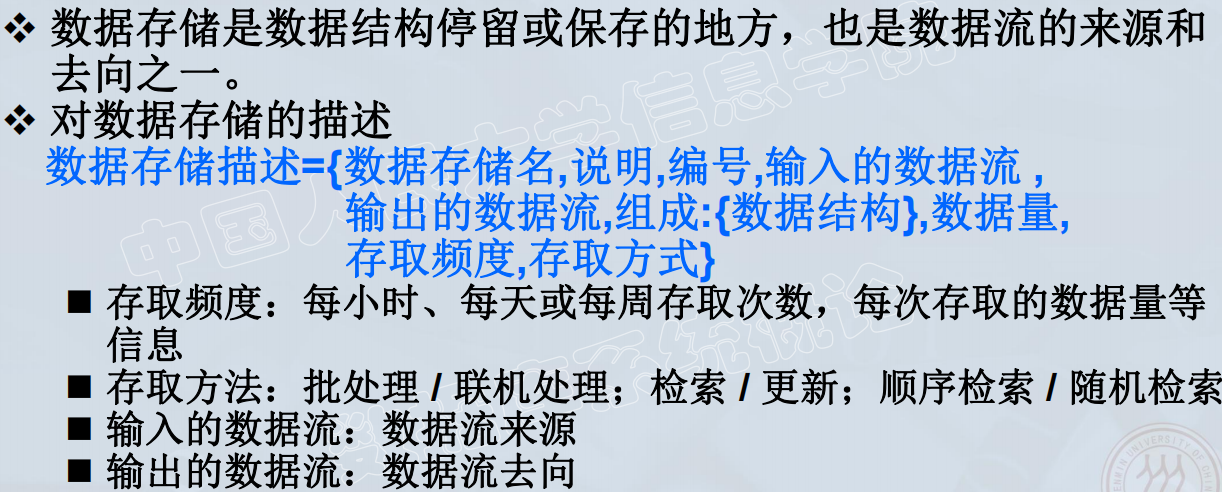 ❖ 数据存储是数据结构停留或保存的地方，也是数据流的来源和
去向之一。
❖ 对数据存储的描述
数据存储描述={数据存储名,说明,编号,输入的数据流 ,
输出的数据流,组成:{数据结构},数据量,
存取频度,存取方式}
■ 存取频度：每小时、每天或每周存取次数，每次存取的数据量等
信息
■ 存取方法：批处理 / 联机处理；检索 / 更新；顺序检索 / 随机检索
■ 输入的数据流：数据流来源
■ 输出的数据流：数据流去向